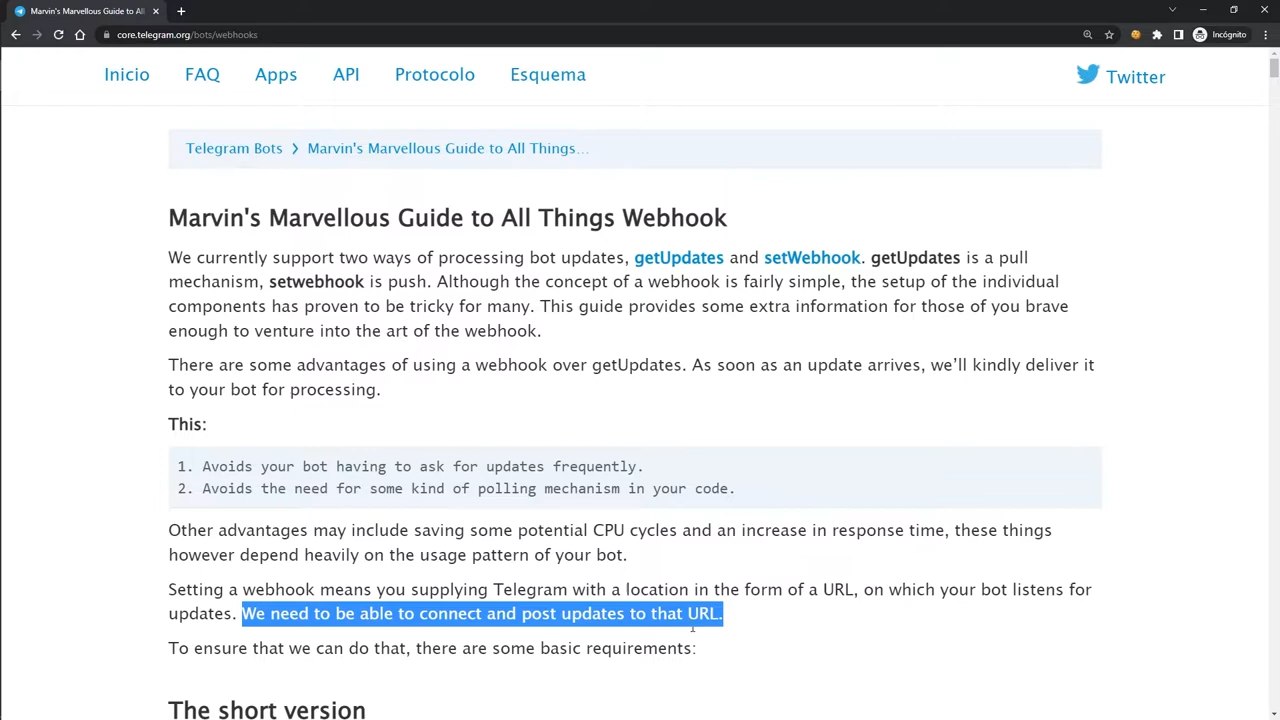 Marvin's Marvellous Guide to Al
core.telegram.org/bots/webhooks
Incógnito
Inicio
FAQ
Apps
API
Protocolo
Esquema
Twitter
Telegram Bots
Marvin's Marvellous Guide to All Things...
Marvin's Marvellous Guide to All Things Webhook
We currently support two ways of processing bot updates, getUpdates and setWebhook. getUpdates is a pull
mechanism, setwebhook is push. Although the concept of a webhook is fairly simple, the setup of the individual
components has proven to be tricky for many. This guide provides some extra information for those of you brave
enough to venture into the art of the webhook.
There are some advantages of using a webhook over getUpdates. As soon as an update arrives, we’ll kindly deliver it
to your bot for processing.
This:
1. Avoids your bot having to ask for updates frequently.
2. Avoids the need for some kind of polling mechanism in your code.
Other advantages may include saving some potential CPU cycles and an increase in response time, these things
however depend heavily on the usage pattern of your bot.
Setting a webhook means you supplying Telegram with a location in the form of a URL, on which your bot listens for
updates. We need to be able to connect and post updates to that URL.
To ensure that we can do that, there are some basic requirements:
The short version